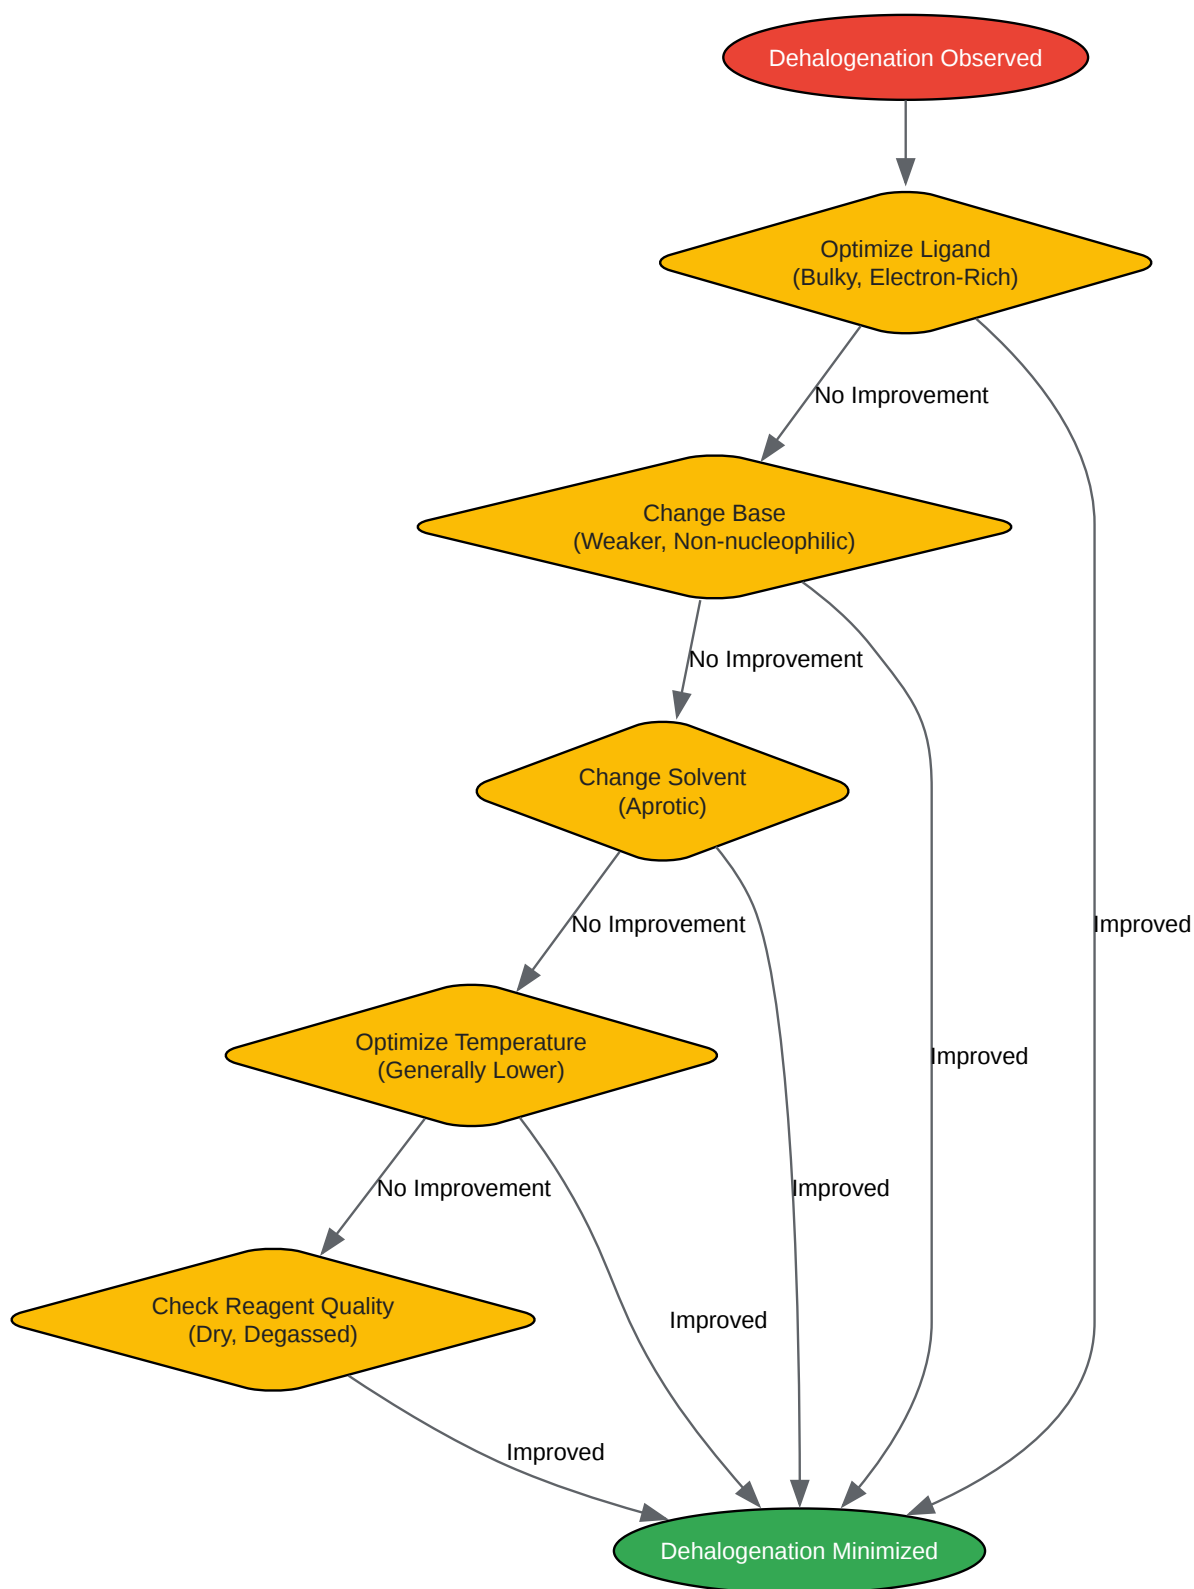 Dehalogenation Observed
Optimize Ligand
(Bulky, Electron-Rich)
No Improvement
Change Base
(Weaker, Non-nucleophilic)
No Improvement
Change Solvent
(Aprotic)
No Improvement
Improved
Optimize Temperature
(Generally Lower)
Improved
No Improvement
Improved
Check Reagent Quality
(Dry, Degassed)
Improved
Improved
Dehalogenation Minimized